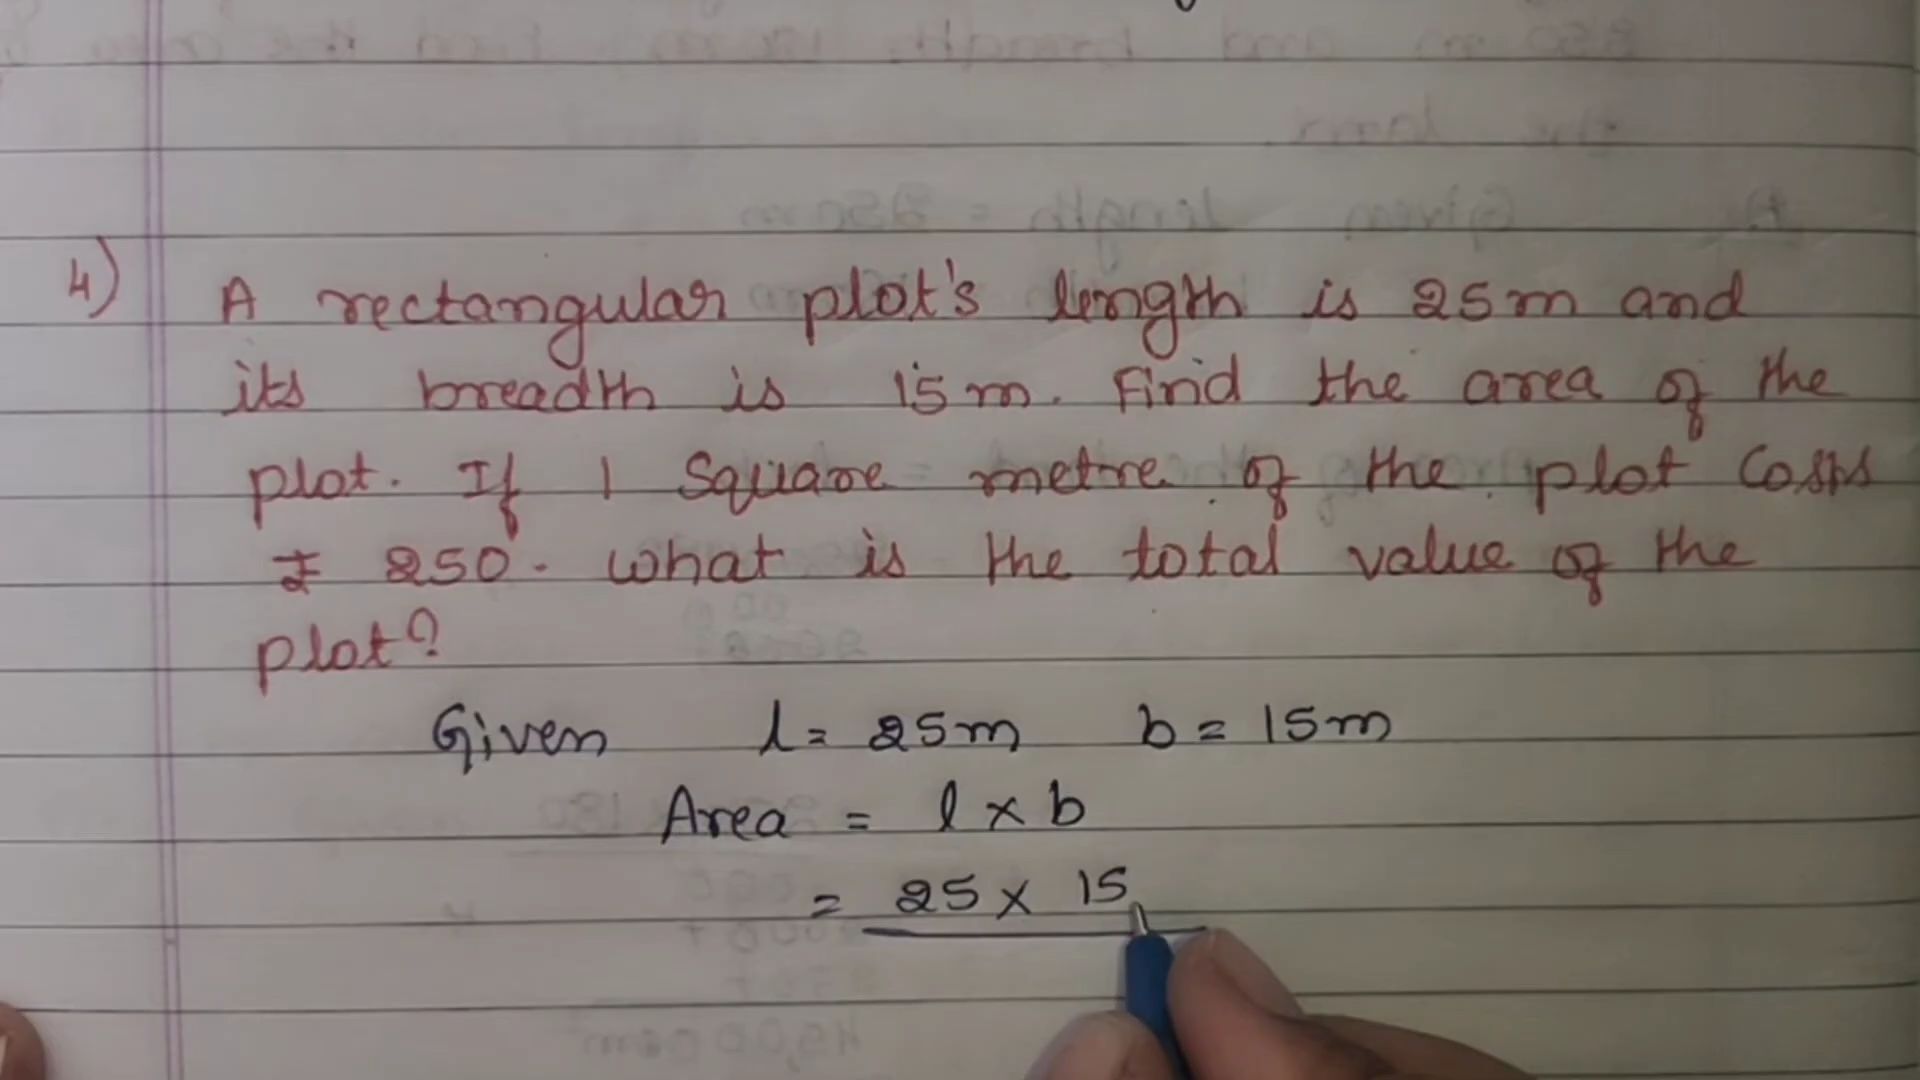 4) A rectangular plot's length is 25m and
its breadth is 15m. Find the area of the
plot. If 1 Square metre of the plot Costs
₹ 250. What is the total value of the
plot?
Given l = 25m b = 15m
Area = l x b
= 25 x 15